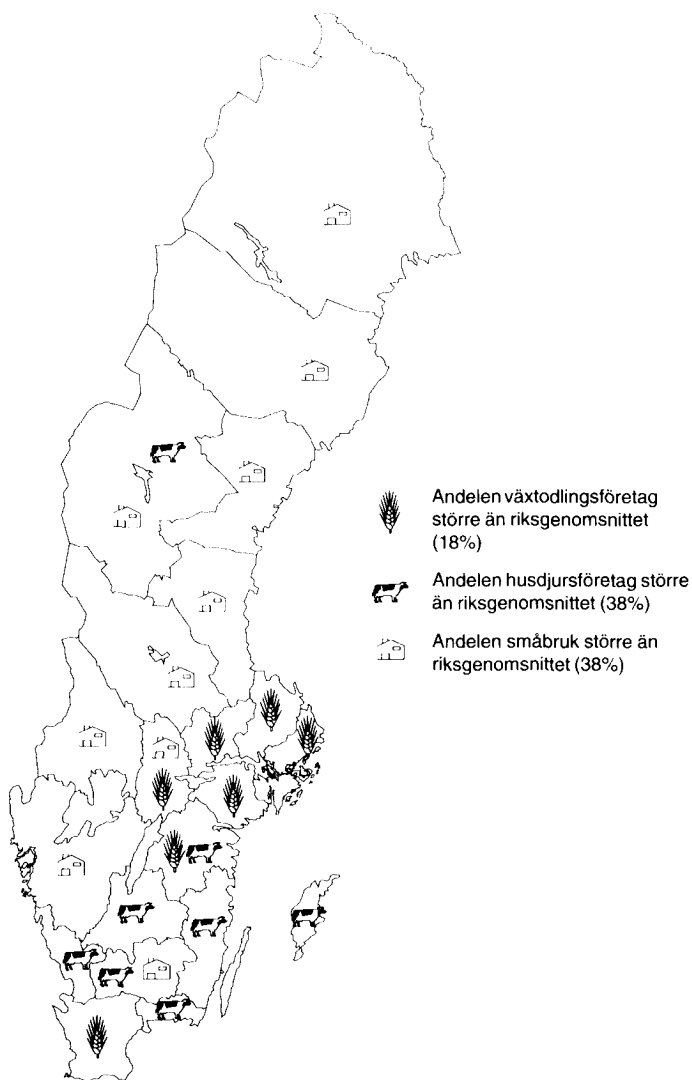 Andelen växtodlingsföretag
större än riksgenomsnittet
(18%)
Andelen husdjursföretag större
än riksgenomsnittet (38%)
Andelen småbruk större än
riksgenomsnittet (38%)